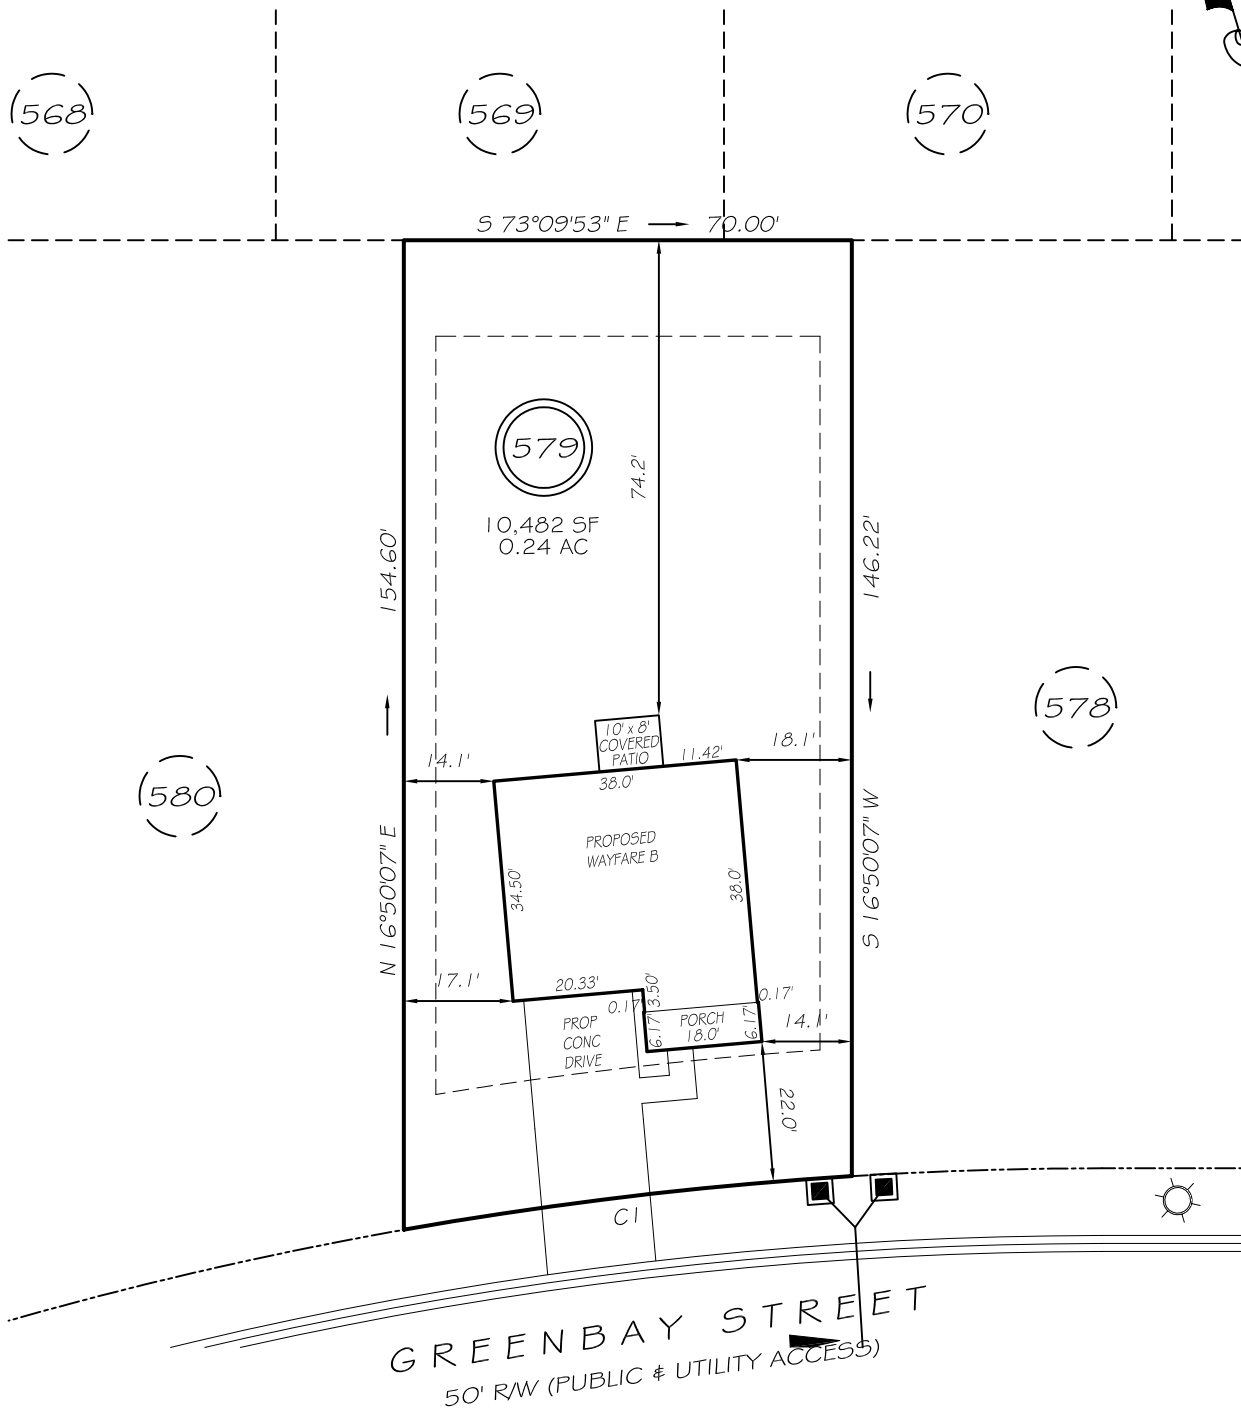 568
569
570
S 73°09'53" E
70.00'
579
10,482 SF
0.24 AC
74.2'
154.60'
146.22'
N 16°50'07" E
S 16°50'07" W
578
580
10' x 8'
COVERED
PATIO
11.42'
18.1'
14.1'
38.0'
PROPOSED
WAYFARE B
34.50'
38.0'
17.1'
20.33'
3.50'
0.17'
0.17'
6.17'
PORCH
18.0'
6.17'
14.1'
PROP
CONC
DRIVE
22.0'
C1
GREENBAY STREET
50' R/W (PUBLIC & UTILITY ACCESS)